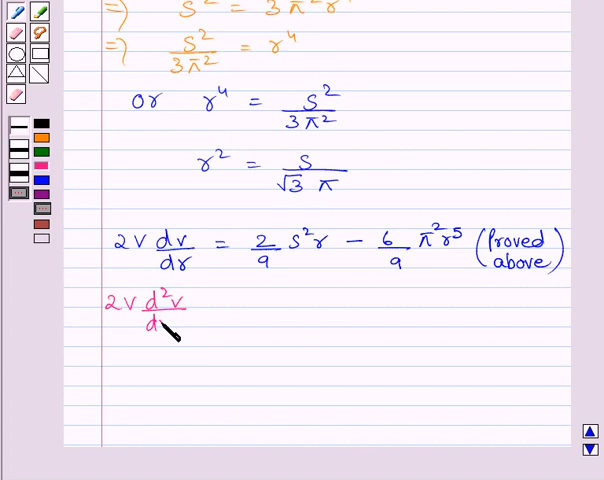 ⇒ S² = 3π²r⁴
⇒ S²/3π² = r⁴
or r⁴ = S²/3π²
r² = S/√3 π
2V dv/dr = 2/9 S²r − 6/9 π²r⁵ (Proved above)
2V d²v/d